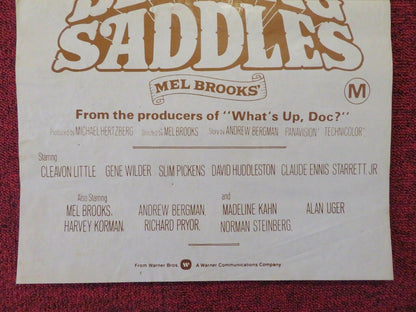 BLAZING
SADDLES
MEL BROOKS'
M
From the producers of "What's Up, Doc?"
Produced by MICHAEL HERTZBERG Directed by MEL BROOKS Story by ANDREW BERGMAN PANAVISION® TECHNICOLOR®
Starring
CLEAVON LITTLE GENE WILDER SLIM PICKENS DAVID HUDDLESTON CLAUDE ENNIS STARRETT, JR
Also Starring and
MEL BROOKS, ANDREW BERGMAN, MADELINE KAHN ALAN UGER
HARVEY KORMAN, RICHARD PRYOR, NORMAN STEINBERG,
From Warner Bros. W A Warner Communications Company